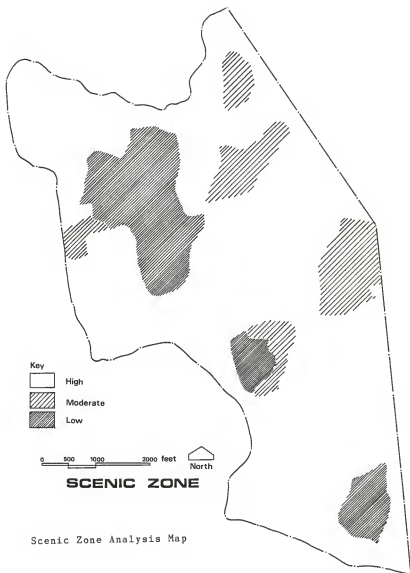 Key
High
Moderate
Low
0 500 1000 2000 feet
North
SCENIC ZONE
Scenic Zone Analysis Map